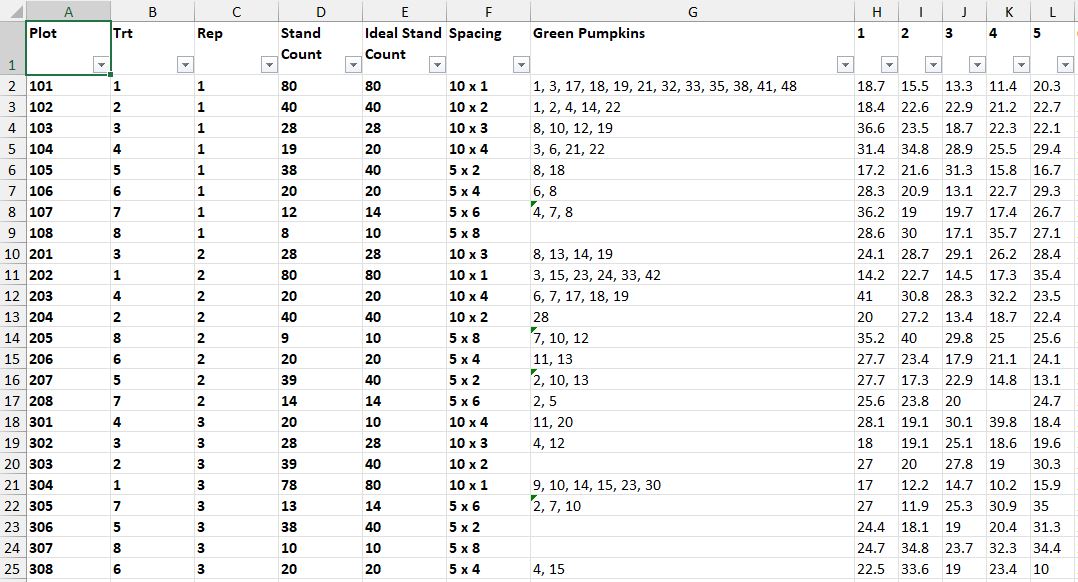 A B C D E F G H I J K L
1 Plot Trt Rep Stand Count Ideal Stand Count Spacing Green Pumpkins 1 2 3 4 5
2 101 1 1 80 80 10 x 1 1, 3, 17, 18, 19, 21, 32, 33, 35, 38, 41, 48 18.7 15.5 13.3 11.4 20.3
3 102 2 1 40 40 10 x 2 1, 2, 4, 14, 22 18.4 22.6 22.9 21.2 22.7
4 103 3 1 28 28 10 x 3 8, 10, 12, 19 36.6 23.5 18.7 22.3 22.1
5 104 4 1 19 20 10 x 4 3, 6, 21, 22 31.4 34.8 28.9 25.5 29.4
6 105 5 1 38 40 5 x 2 8, 18 17.2 21.6 31.3 15.8 16.7
7 106 6 1 20 20 5 x 4 6, 8 28.3 20.9 13.1 22.7 29.3
8 107 7 1 12 14 5 x 6 4, 7, 8 36.2 19 19.7 17.4 26.7
9 108 8 1 8 10 5 x 8 28.6 30 17.1 35.7 27.1
10 201 3 2 28 28 10 x 3 8, 13, 14, 19 24.1 28.7 29.1 26.2 28.4
11 202 1 2 80 80 10 x 1 3, 15, 23, 24, 33, 42 14.2 22.7 14.5 17.3 35.4
12 203 4 2 20 20 10 x 4 6, 7, 17, 18, 19 41 30.8 28.3 32.2 23.5
13 204 2 2 40 40 10 x 2 28 20 27.2 13.4 18.7 22.4
14 205 8 2 9 10 5 x 8 7, 10, 12 35.2 40 29.8 25 25.6
15 206 6 2 20 20 5 x 4 11, 13 27.7 23.4 17.9 21.1 24.1
16 207 5 2 39 40 5 x 2 2, 10, 13 27.7 17.3 22.9 14.8 13.1
17 208 7 2 14 14 5 x 6 2, 5 25.6 23.8 20 24.7
18 301 4 3 20 10 10 x 4 11, 20 28.1 19.1 30.1 39.8 18.4
19 302 3 3 28 28 10 x 3 4, 12 18 19.1 25.1 18.6 19.6
20 303 2 3 39 40 10 x 2 27 20 27.8 19 30.3
21 304 1 3 78 80 10 x 1 9, 10, 14, 15, 23, 30 17 12.2 14.7 10.2 15.9
22 305 7 3 13 14 5 x 6 2, 7, 10 27 11.9 25.3 30.9 35
23 306 5 3 38 40 5 x 2 24.4 18.1 19 20.4 31.3
24 307 8 3 10 10 5 x 8 24.7 34.8 23.7 32.3 34.4
25 308 6 3 20 20 5 x 4 4, 15 22.5 33.6 19 23.4 10